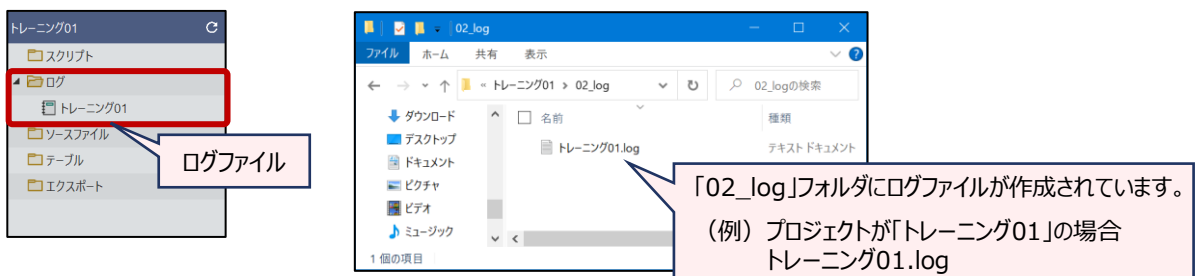 トレーニング01
スクリプト
ログ
トレーニング01
ソースファイル
テーブル
エクスポート
ログファイル
02_log
ファイル ホーム 共有 表示
« トレーニング01 › 02_log
02_logの検索
ダウンロード
デスクトップ
ドキュメント
ピクチャ
ビデオ
ミュージック
名前 種類
トレーニング01.log テキスト ドキュメント
1 個の項目
「02_log」フォルダにログファイルが作成されています。
（例）プロジェクトが「トレーニング01」の場合
トレーニング01.log